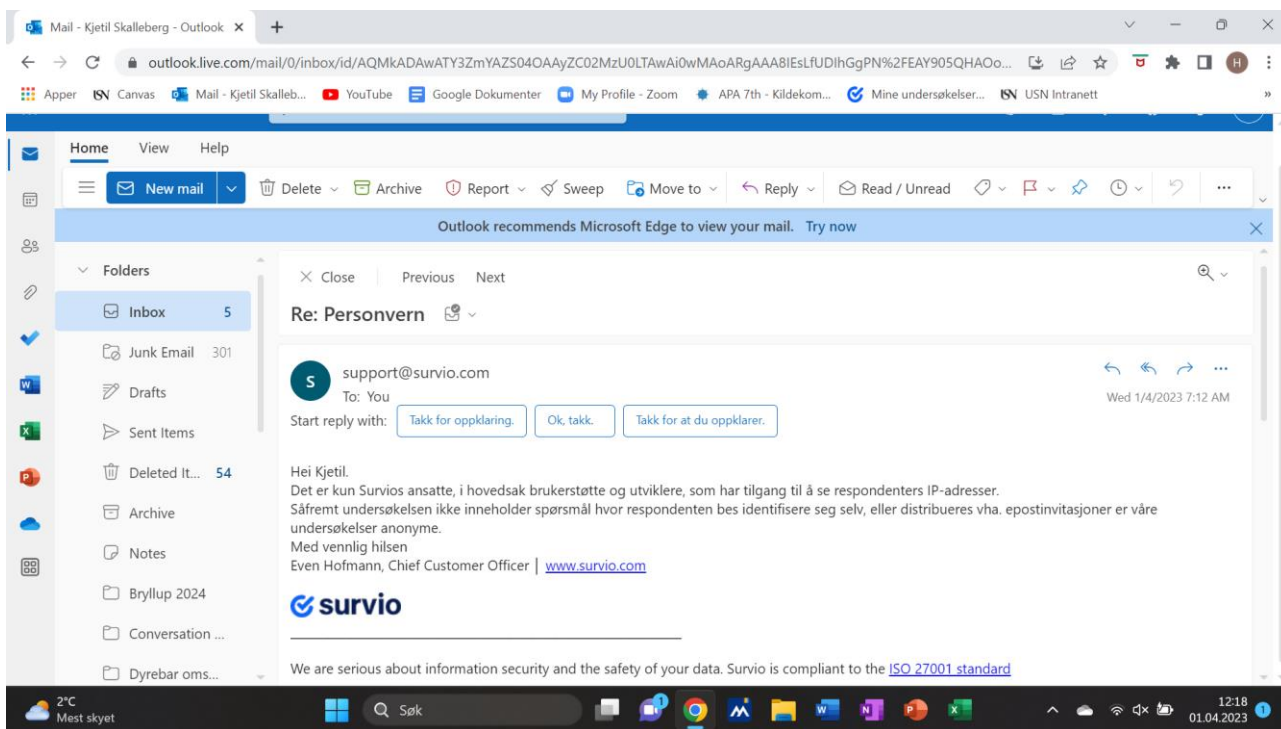 Mail - Kjetil Skalleberg - Outlook
outlook.live.com/mail/0/inbox/id/AQMkADAwATY3ZmYAZS04OAAyZC02MzU0LTAwAi0wMAoARgAAA8IEsLfUDIhGgPN%2FEAY905QHAOo...
H
Apper Canvas Mail - Kjetil Skalleb... YouTube Google Dokumenter My Profile - Zoom APA 7th - Kildekom... Mine undersøkelser... USN Intranett »
Home View Help
New mail Delete Archive Report Sweep Move to Reply Read / Unread ...
Outlook recommends Microsoft Edge to view your mail. Try now
Folders
Close Previous Next
Inbox 5
Re: Personvern
Junk Email 301
S support@survio.com
Drafts
To: You
Wed 1/4/2023 7:12 AM
Start reply with: Takk for oppklaring. Ok, takk. Takk for at du oppklarer.
Sent Items
Deleted It... 54
Hei Kjetil.
Det er kun Survios ansatte, i hovedsak brukerstøtte og utviklere, som har tilgang til å se respondenters IP-adresser.
Archive
Såfremt undersøkelsen ikke inneholder spørsmål hvor respondenten bes identifisere seg selv, eller distribueres vha. epostinvitasjoner er våre
undersøkelser anonyme.
Notes
Med vennlig hilsen
Even Hofmann, Chief Customer Officer | www.survio.com
Bryllup 2024
survio
Conversation ...
Dyrebar oms...
We are serious about information security and the safety of your data. Survio is compliant to the ISO 27001 standard
2°C
Mest skyet
Søk
12:18
01.04.2023
1